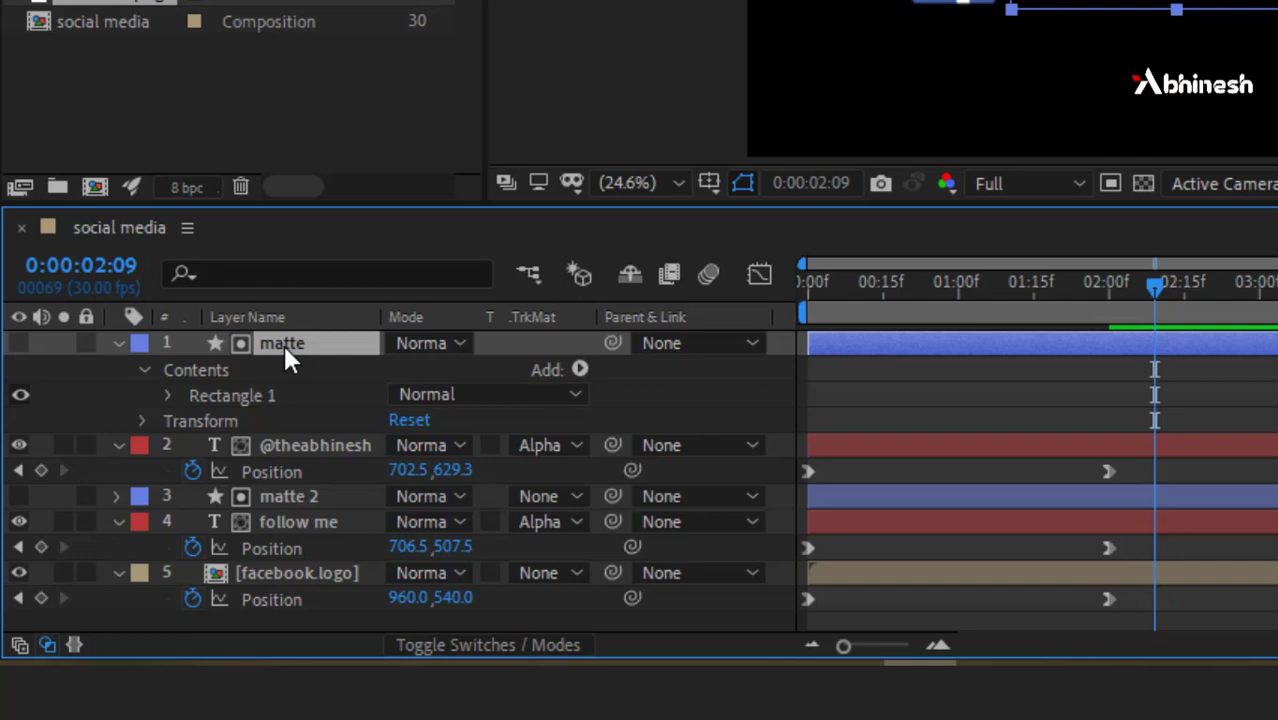 social media Composition 30
Abhinesh
8 bpc (24.6%) 0:00:02:09 Full Active Camera
social media
0:00:02:09
00069 (30.00 fps)
:00f 00:15f 01:00f 01:15f 02:00f 02:15f 03:00
# . Layer Name Mode T .TrkMat Parent & Link
1 matte Norma None
Contents Add:
Rectangle 1 Normal
Transform Reset
2 T @theabhinesh Norma Alpha None
Position 702.5,629.3
3 matte 2 Norma None None
4 T follow me Norma Alpha None
Position 706.5,507.5
5 [facebook.logo] Norma None None
Position 960.0,540.0
Toggle Switches / Modes